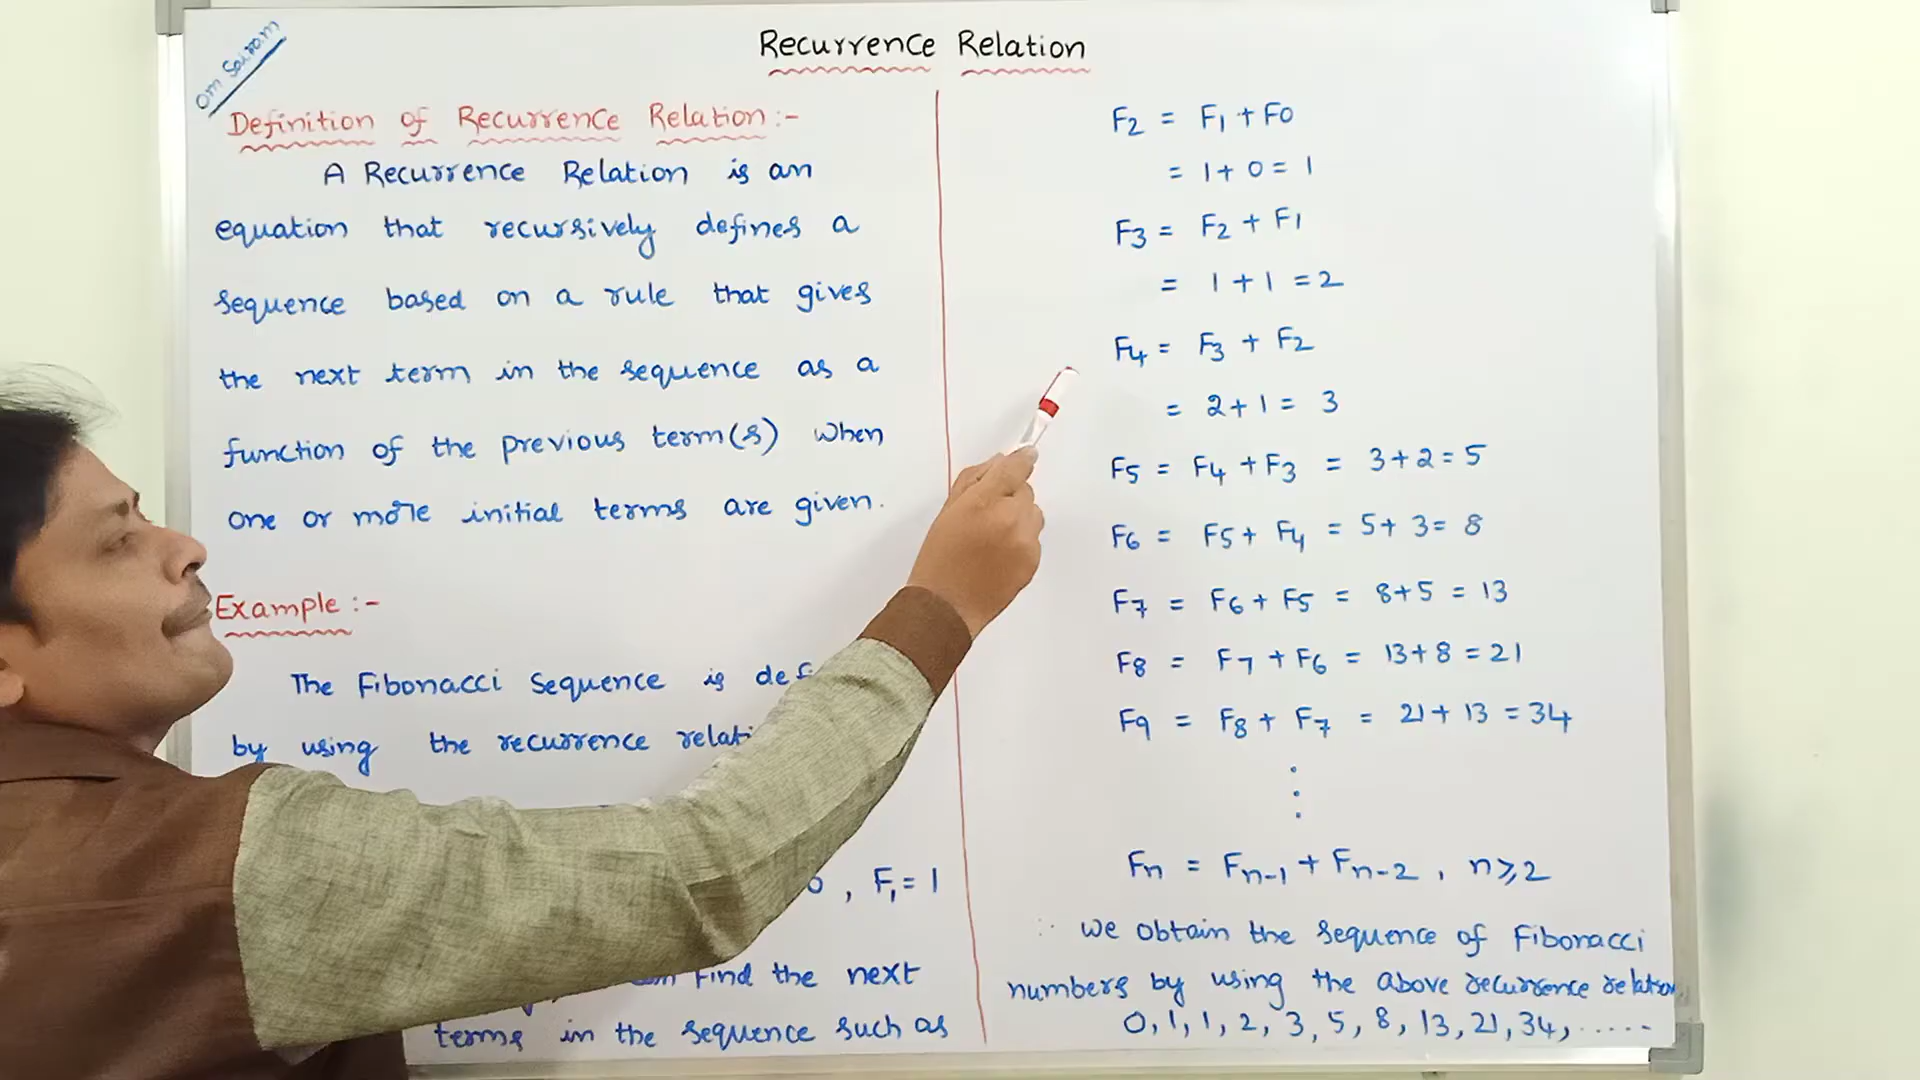 Om Sairam
Recurrence Relation
Definition of Recurrence Relation :-
A Recurrence Relation is an
equation that recursively defines a
sequence based on a rule that gives
the next term in the sequence as a
function of the previous term(s) when
one or more initial terms are given.
Example :-
The Fibonacci sequence is
by using the recurrence
, F₁ = 1
find the next
terms in the sequence such as
F₂ = F₁ + F0
= 1 + 0 = 1
F₃ = F₂ + F₁
= 1 + 1 = 2
F₄ = F₃ + F₂
= 2 + 1 = 3
F₅ = F₄ + F₃ = 3 + 2 = 5
F₆ = F₅ + F₄ = 5 + 3 = 8
F₇ = F₆ + F₅ = 8 + 5 = 13
F₈ = F₇ + F₆ = 13 + 8 = 21
F₉ = F₈ + F₇ = 21 + 13 = 34
⋮
Fn = Fn-1 + Fn-2 , n ⩾ 2
∴ we obtain the sequence of Fibonacci
numbers by using the above recurrence relation.
0, 1, 1, 2, 3, 5, 8, 13, 21, 34, .....